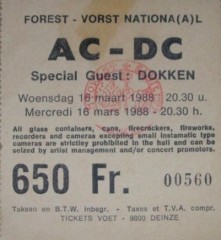 FOREST - VORST NATIONA(A)L
AC-DC
Special Guest: DOKKEN
Woensdag 16 maart 1988 - 20.30 u.
Mercredi 16 mars 1988 - 20.30 h.
All glass containers, cans, firecrackers, fireworks,
recorders and cameras excepting small instamatic type
cameras are strictley prohibited in the hall and can be
seized by artist management and/or concert promotors.
650 Fr. 00560
Taksen en B.T.W. inbegr. - Taxes et T.V.A. compr.
TICKETS VOET - 9800 DEINZE